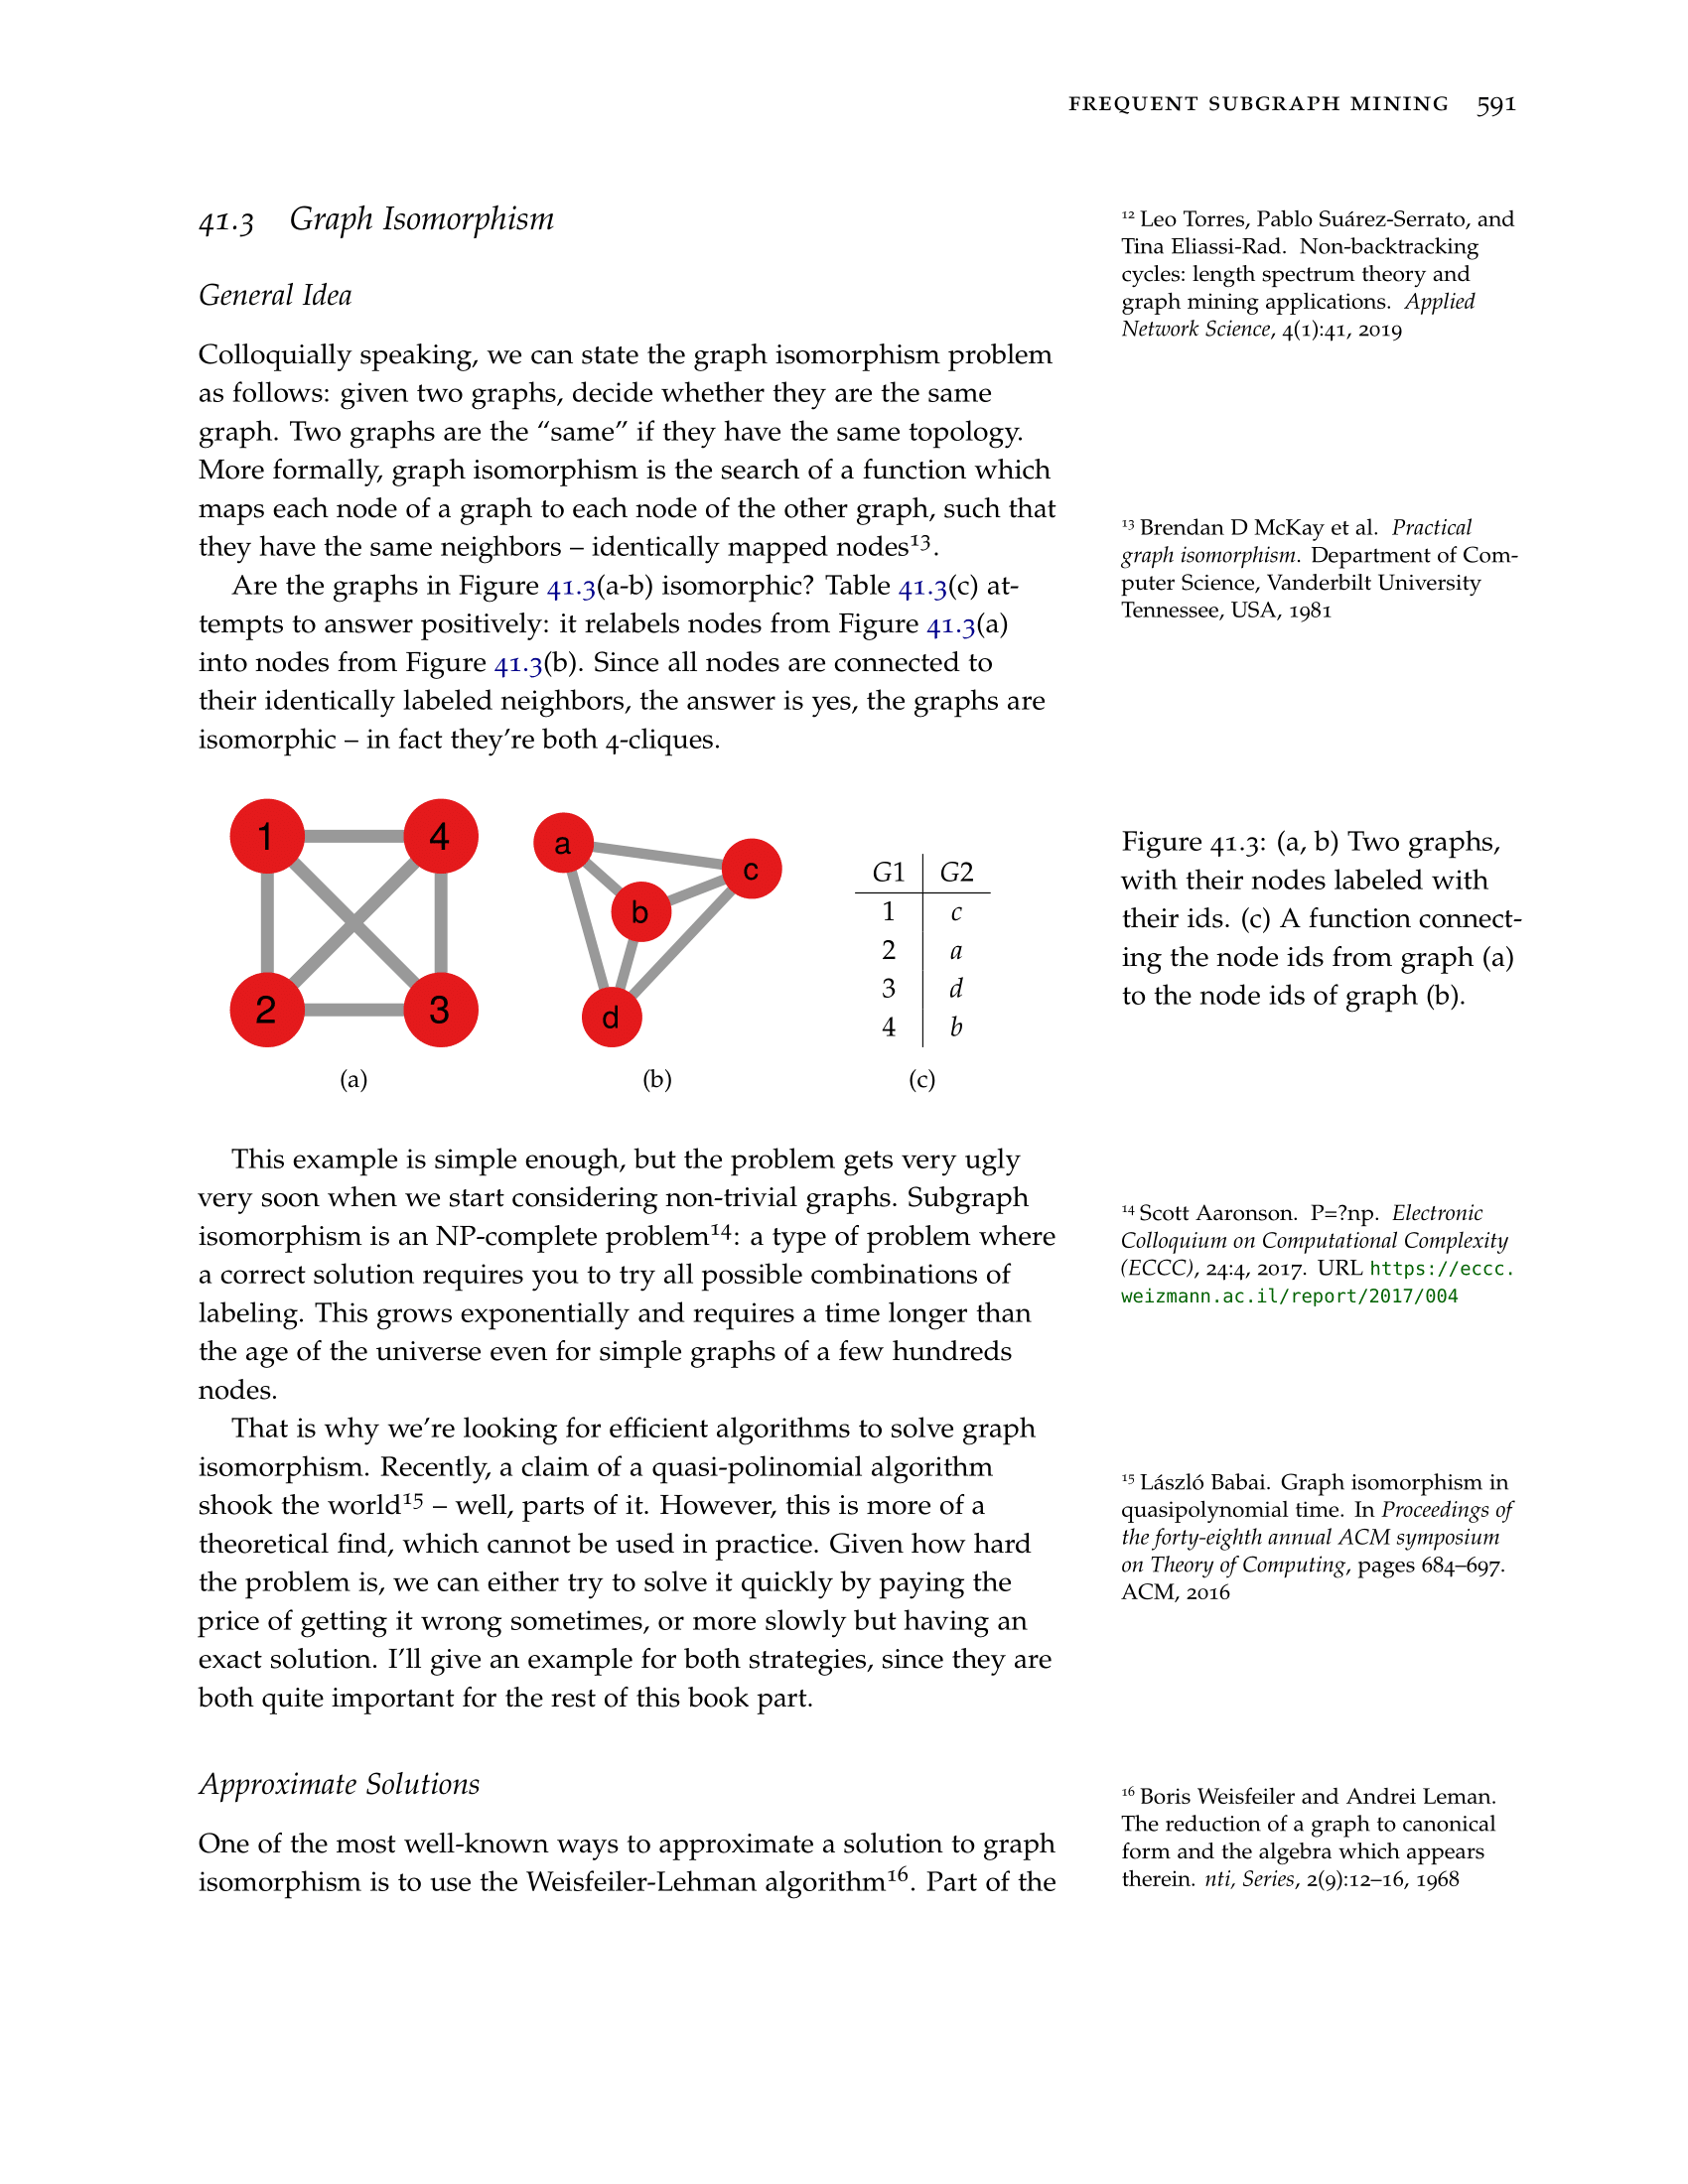 FREQUENT SUBGRAPH MINING 591
41.3 Graph Isomorphism
General Idea
Colloquially speaking, we can state the graph isomorphism problem
as follows: given two graphs, decide whether they are the same
graph. Two graphs are the “same” if they have the same topology.
More formally, graph isomorphism is the search of a function which
maps each node of a graph to each node of the other graph, such that
they have the same neighbors – identically mapped nodes¹³.
Are the graphs in Figure 41.3(a-b) isomorphic? Table 41.3(c) at-
tempts to answer positively: it relabels nodes from Figure 41.3(a)
into nodes from Figure 41.3(b). Since all nodes are connected to
their identically labeled neighbors, the answer is yes, the graphs are
isomorphic – in fact they’re both 4-cliques.
¹² Leo Torres, Pablo Suárez-Serrato, and
Tina Eliassi-Rad. Non-backtracking
cycles: length spectrum theory and
graph mining applications. Applied
Network Science, 4(1):41, 2019
¹³ Brendan D McKay et al. Practical
graph isomorphism. Department of Com-
puter Science, Vanderbilt University
Tennessee, USA, 1981
1 4
2 3
(a)
a
c
b
d
(b)
G1 G2
1 c
2 a
3 d
4 b
(c)
Figure 41.3: (a, b) Two graphs,
with their nodes labeled with
their ids. (c) A function connect-
ing the node ids from graph (a)
to the node ids of graph (b).
This example is simple enough, but the problem gets very ugly
very soon when we start considering non-trivial graphs. Subgraph
isomorphism is an NP-complete problem¹⁴: a type of problem where
a correct solution requires you to try all possible combinations of
labeling. This grows exponentially and requires a time longer than
the age of the universe even for simple graphs of a few hundreds
nodes.
That is why we’re looking for efficient algorithms to solve graph
isomorphism. Recently, a claim of a quasi-polinomial algorithm
shook the world¹⁵ – well, parts of it. However, this is more of a
theoretical find, which cannot be used in practice. Given how hard
the problem is, we can either try to solve it quickly by paying the
price of getting it wrong sometimes, or more slowly but having an
exact solution. I’ll give an example for both strategies, since they are
both quite important for the rest of this book part.
¹⁴ Scott Aaronson. P=?np. Electronic
Colloquium on Computational Complexity
(ECCC), 24:4, 2017. URL https://eccc.
weizmann.ac.il/report/2017/004
¹⁵ László Babai. Graph isomorphism in
quasipolynomial time. In Proceedings of
the forty-eighth annual ACM symposium
on Theory of Computing, pages 684–697.
ACM, 2016
Approximate Solutions
One of the most well-known ways to approximate a solution to graph
isomorphism is to use the Weisfeiler-Lehman algorithm¹⁶. Part of the
¹⁶ Boris Weisfeiler and Andrei Leman.
The reduction of a graph to canonical
form and the algebra which appears
therein. nti, Series, 2(9):12–16, 1968